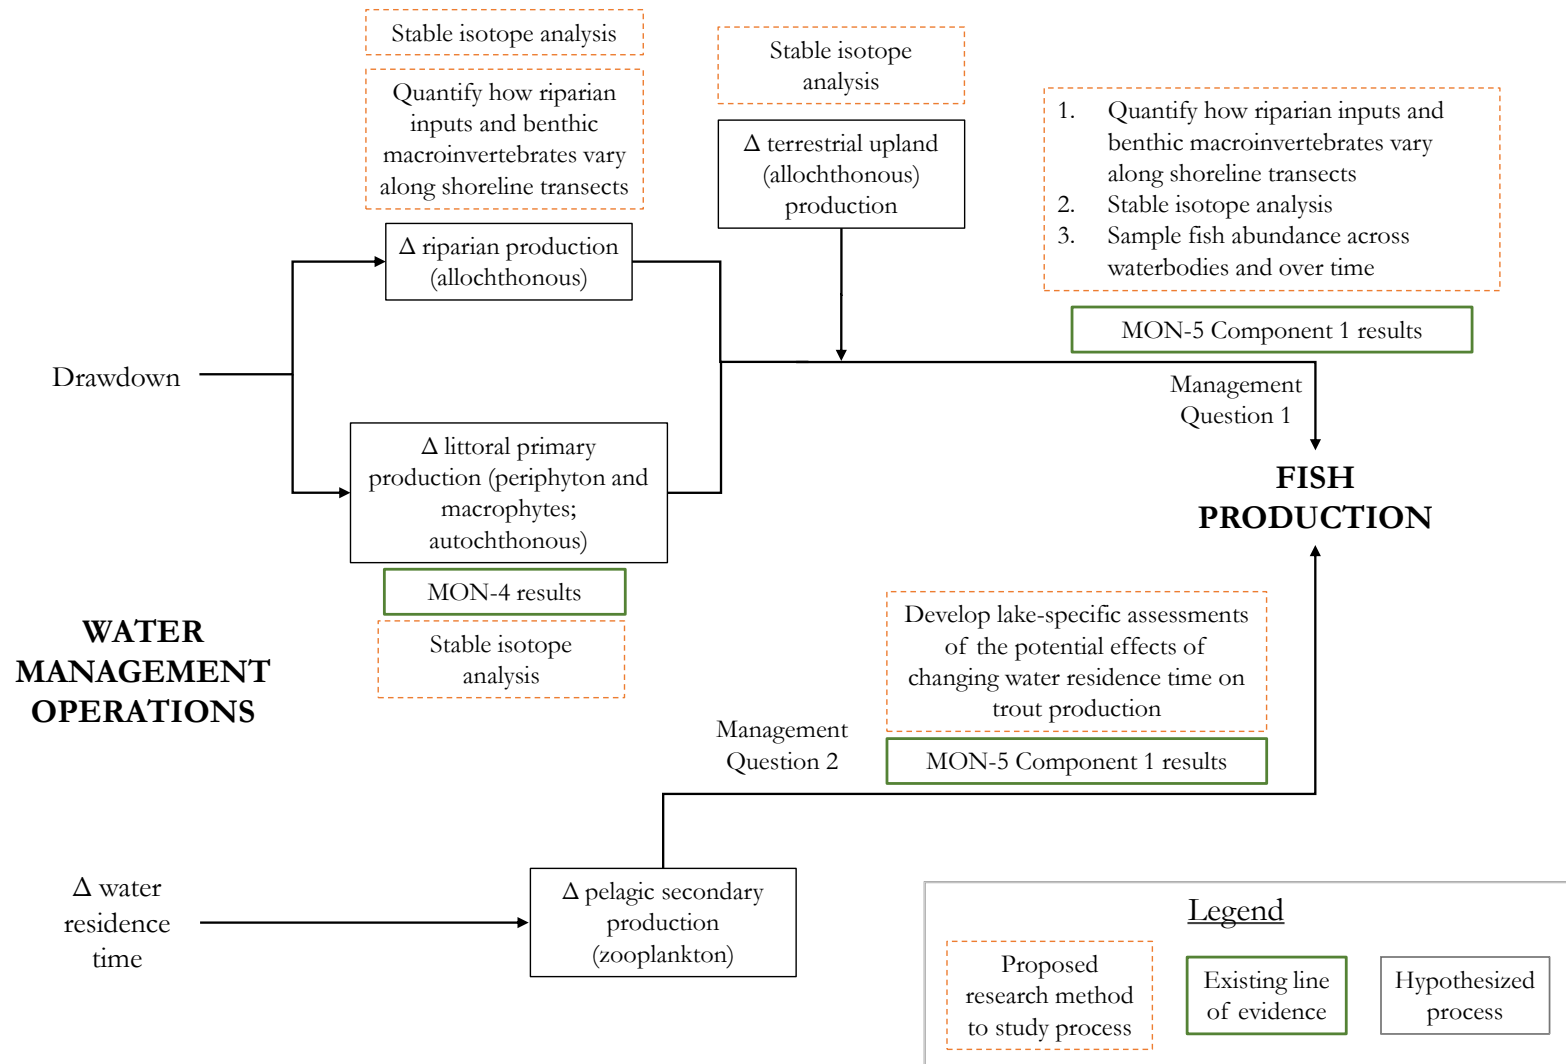 Stable isotope analysis
Quantify how riparian
inputs and benthic
macroinvertebrates vary
along shoreline transects
Δ riparian production
(allochthonous)
Stable isotope
analysis
Δ terrestrial upland
(allochthonous)
production
1. Quantify how riparian inputs and
benthic macroinvertebrates vary
along shoreline transects
2. Stable isotope analysis
3. Sample fish abundance across
waterbodies and over time
MON-5 Component 1 results
Management
Question 1
Drawdown
Δ littoral primary
production (periphyton and
macrophytes;
autochthonous)
MON-4 results
Stable isotope
analysis
FISH
PRODUCTION
WATER
MANAGEMENT
OPERATIONS
Develop lake-specific assessments
of the potential effects of
changing water residence time on
trout production
MON-5 Component 1 results
Management
Question 2
Δ water
residence
time
Δ pelagic secondary
production
(zooplankton)
Legend
Proposed
research method
to study process
Existing line
of evidence
Hypothesized
process